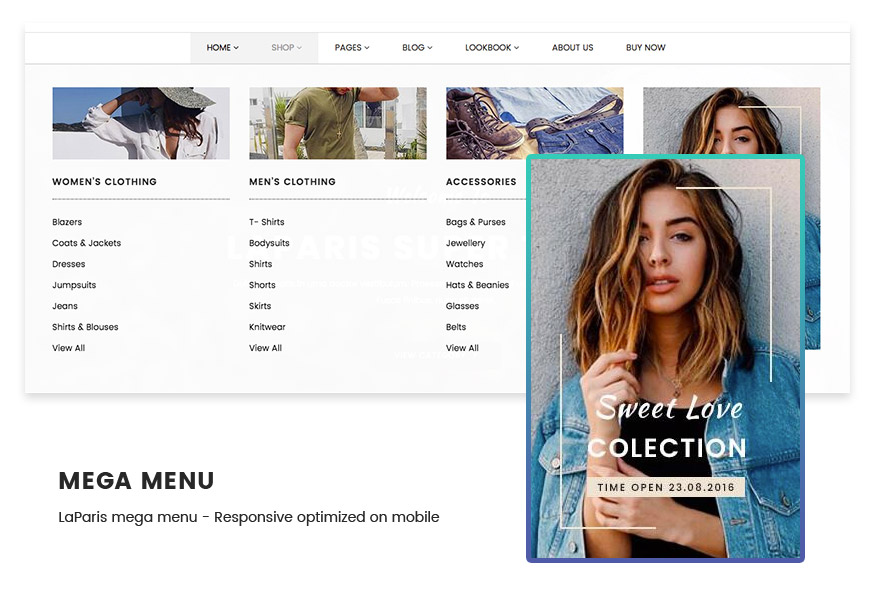 HOME SHOP PAGES BLOG LOOKBOOK ABOUT US BUY NOW
WOMEN'S CLOTHING
Blazers
Coats & Jackets
Dresses
Jumpsuits
Jeans
Shirts & Blouses
View All
MEN'S CLOTHING
T- Shirts
Bodysuits
Shirts
Shorts
Skirts
Knitwear
View All
ACCESSORIES
Bags & Purses
Jewellery
Watches
Hats & Beanies
Glasses
Belts
View All
Sweet Love
COLECTION
TIME OPEN 23.08.2016
MEGA MENU
LaParis mega menu - Responsive optimized on mobile